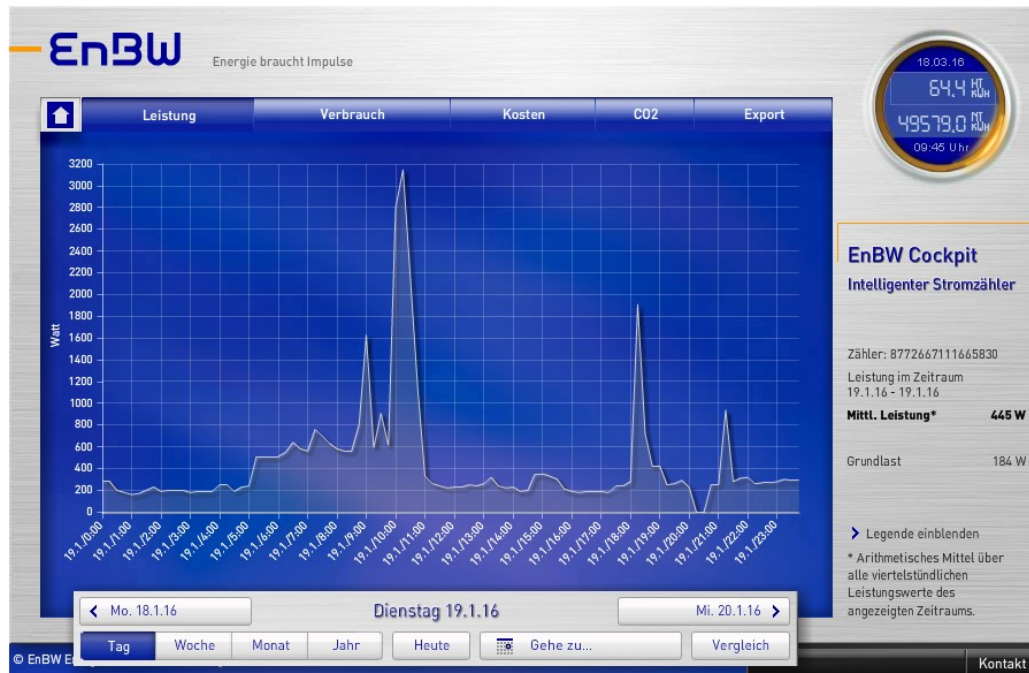 EnBW
Energie braucht Impulse
18.03.16
64,4 HT KWH
49579,0 NT KWH
09:45 Uhr
Leistung Verbrauch Kosten CO2 Export
3200
3000
2800
2600
2400
2200
2000
1800
1600
1400
1200
1000
800
600
400
200
0
Watt
19.1./0:00 19.1./1:00 19.1./2:00 19.1./3:00 19.1./4:00 19.1./5:00 19.1./6:00 19.1./7:00 19.1./8:00 19.1./9:00 19.1./10:00 19.1./11:00 19.1./12:00 19.1./13:00 19.1./14:00 19.1./15:00 19.1./16:00 19.1./17:00 19.1./18:00 19.1./19:00 19.1./20:00 19.1./21:00 19.1./22:00 19.1./23:00
Mo. 18.1.16 Dienstag 19.1.16 Mi. 20.1.16
Tag Woche Monat Jahr Heute Gehe zu... Vergleich
EnBW Cockpit
Intelligenter Stromzähler
Zähler: 8772667111665830
Leistung im Zeitraum
19.1.16 - 19.1.16
Mittl. Leistung* 445 W
Grundlast 184 W
Legende einblenden
* Arithmetisches Mittel über
alle viertelstündlichen
Leistungswerte des
angezeigten Zeitraums.
© EnBW
Kontakt